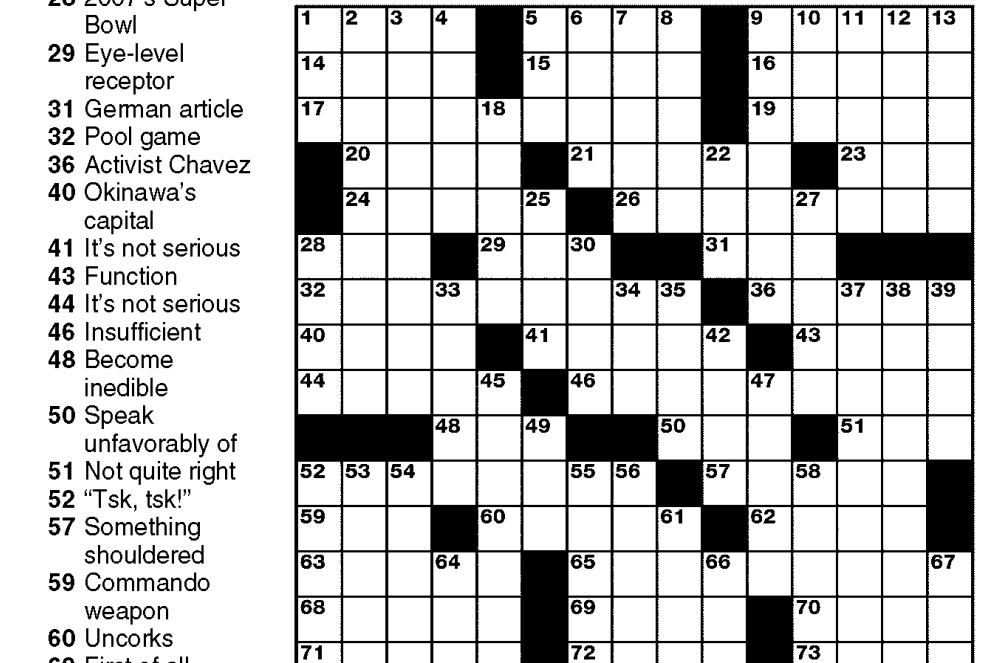 28 2007's Super
Bowl
29 Eye-level
receptor
31 German article
32 Pool game
36 Activist Chavez
40 Okinawa's
capital
41 It's not serious
43 Function
44 It's not serious
46 Insufficient
48 Become
inedible
50 Speak
unfavorably of
51 Not quite right
52 “Tsk, tsk!”
57 Something
shouldered
59 Commando
weapon
60 Uncorks
62 First of all
1 2 3 4 5 6 7 8 9 10 11 12 13
14 15 16
17 18 19
20 21 22 23
24 25 26 27
28 29 30 31
32 33 34 35 36 37 38 39
40 41 42 43
44 45 46 47
48 49 50 51
52 53 54 55 56 57 58
59 60 61 62
63 64 65 66 67
68 69 70
71 72 73